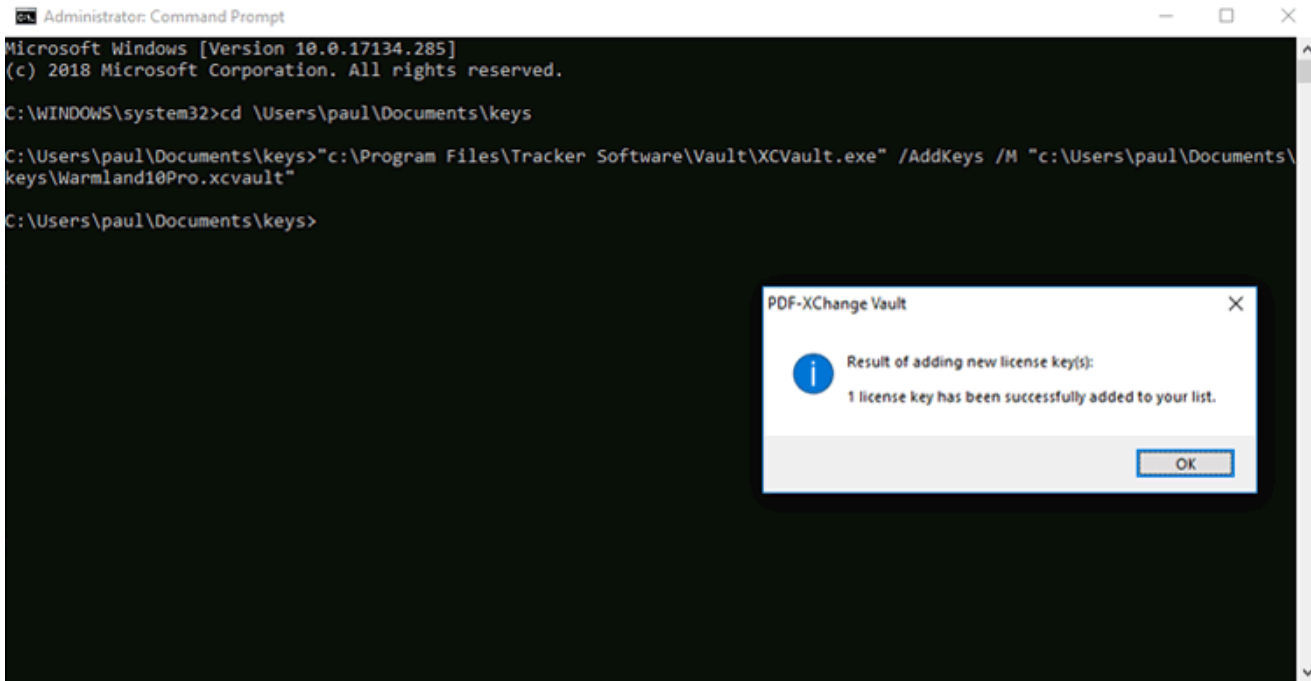 Administrator: Command Prompt
Microsoft Windows [Version 10.0.17134.285]
(c) 2018 Microsoft Corporation. All rights reserved.
C:\WINDOWS\system32>cd \Users\paul\Documents\keys
C:\Users\paul\Documents\keys>"c:\Program Files\Tracker Software\Vault\XCVault.exe" /AddKeys /M "c:\Users\paul\Documents\
keys\Warmland10Pro.xcvault"
C:\Users\paul\Documents\keys>
PDF-XChange Vault
Result of adding new license key(s):
1 license key has been successfully added to your list.
OK